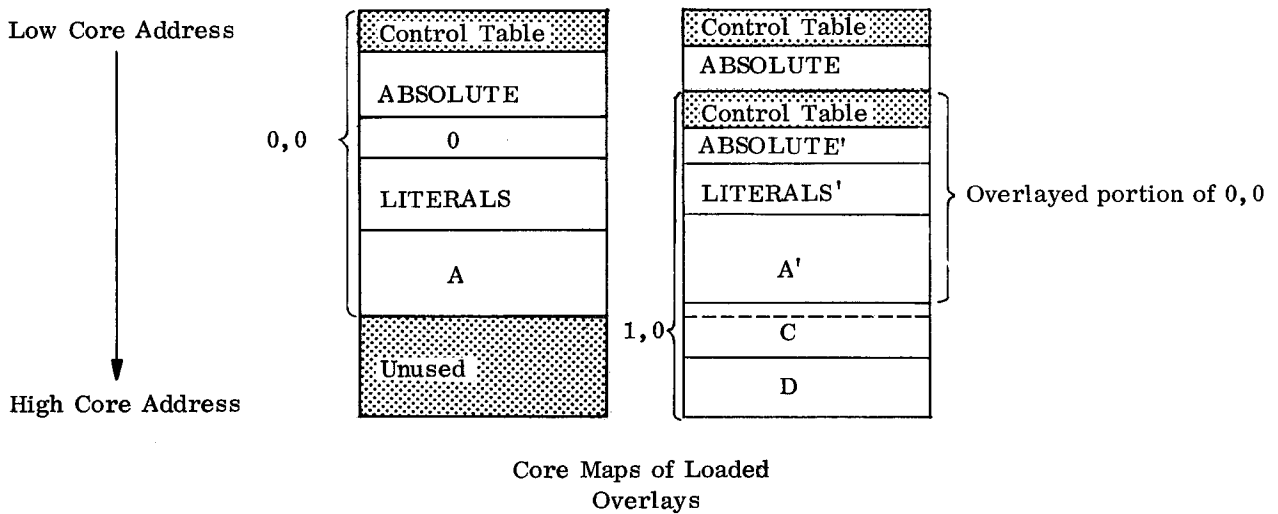 Low Core Address
Control Table
ABSOLUTE
0
0,0
LITERALS
A
Unused
High Core Address
Control Table
ABSOLUTE
Control Table
ABSOLUTE'
LITERALS'
Overlayed portion of 0,0
A'
1,0
C
D
Core Maps of Loaded
Overlays